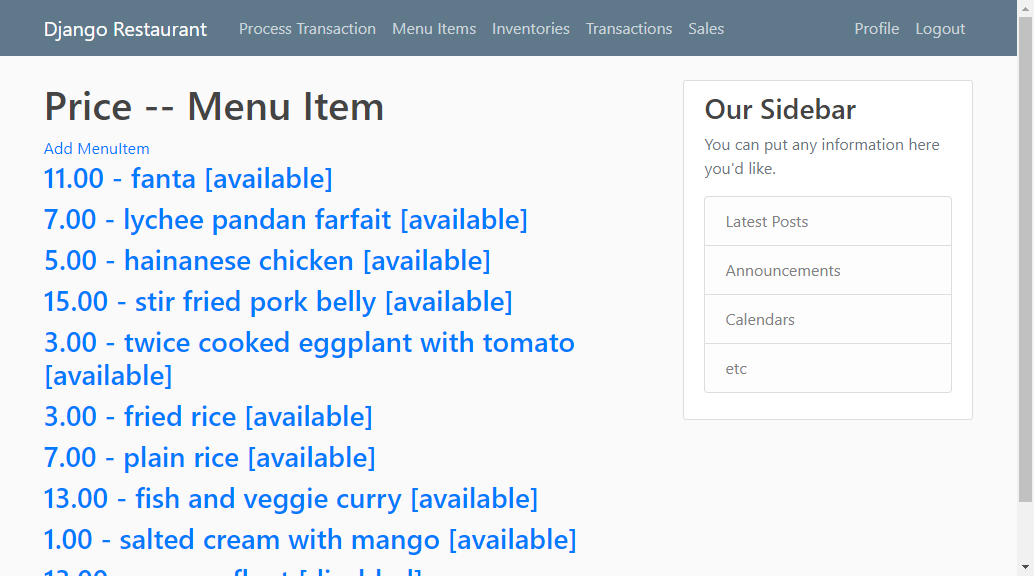 Django Restaurant Process Transaction Menu Items Inventories Transactions Sales Profile Logout
Price -- Menu Item
Add MenuItem
11.00 - fanta [available]
7.00 - lychee pandan farfait [available]
5.00 - hainanese chicken [available]
15.00 - stir fried pork belly [available]
3.00 - twice cooked eggplant with tomato
[available]
3.00 - fried rice [available]
7.00 - plain rice [available]
13.00 - fish and veggie curry [available]
1.00 - salted cream with mango [available]
Our Sidebar
You can put any information here
you'd like.
Latest Posts
Announcements
Calendars
etc